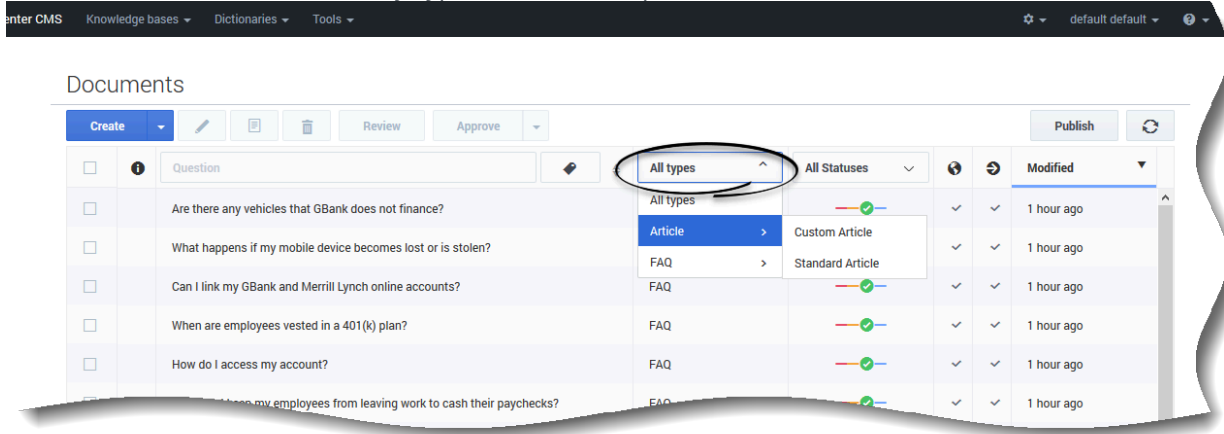 enter CMS Knowledge bases Dictionaries Tools default default
Documents
Create Review Approve Publish
Question All types All Statuses Modified
Are there any vehicles that GBank does not finance? All types 1 hour ago
Article Custom Article
What happens if my mobile device becomes lost or is stolen? 1 hour ago
FAQ Standard Article
Can I link my GBank and Merrill Lynch online accounts? FAQ 1 hour ago
When are employees vested in a 401(k) plan? FAQ 1 hour ago
How do I access my account? FAQ 1 hour ago
my employees from leaving work to cash their paychecks? FAQ 1 hour ago